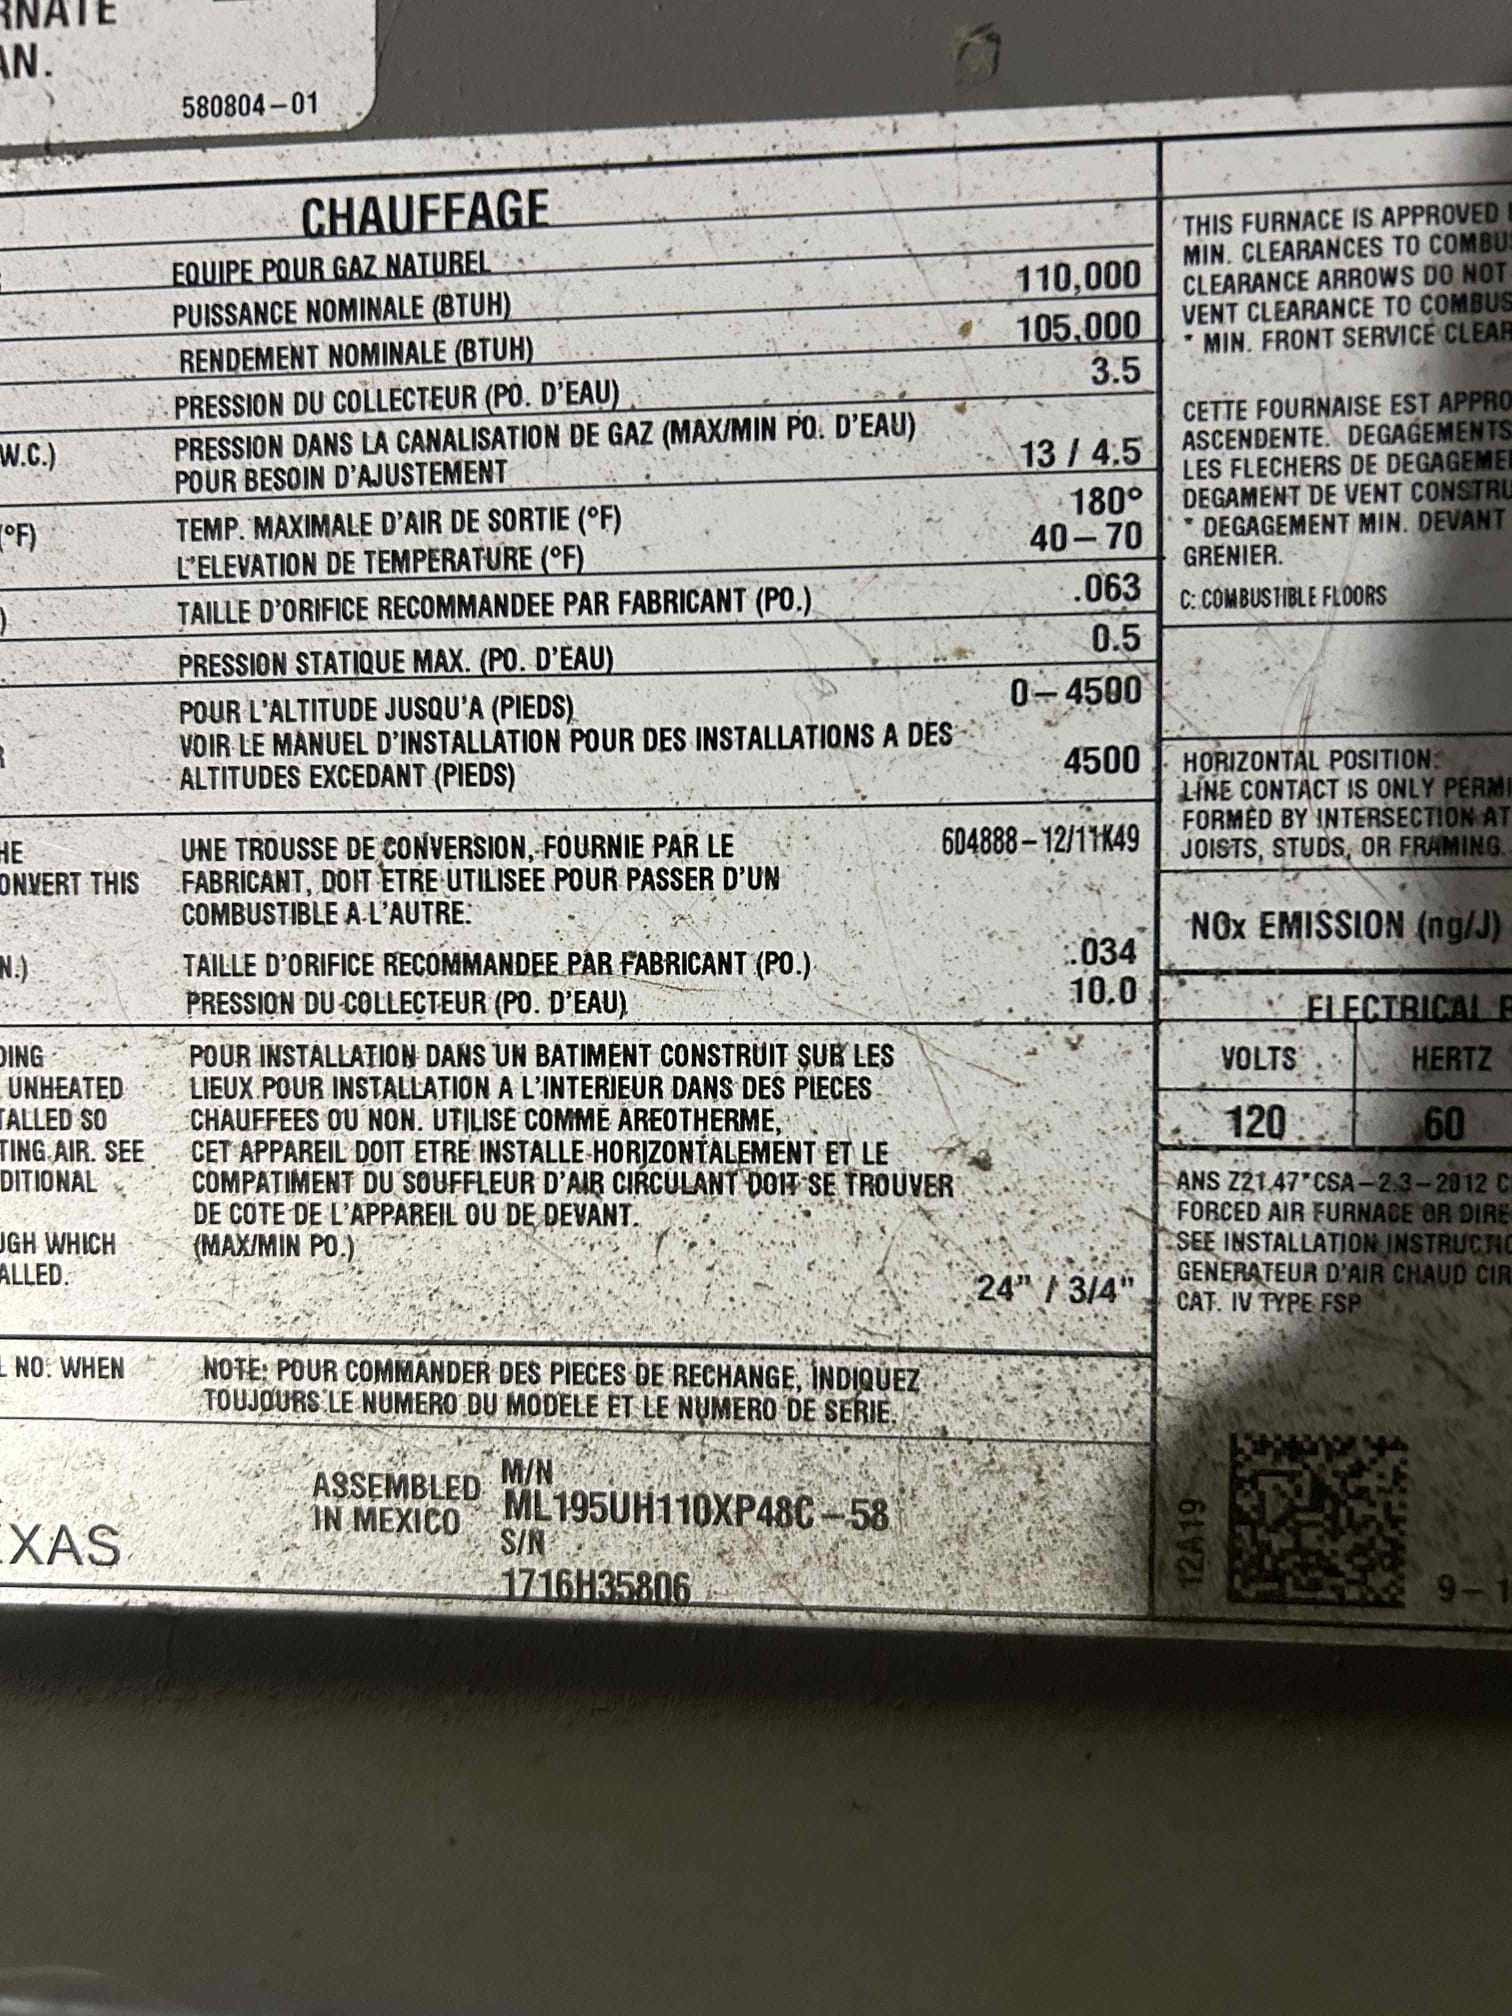 AN.
580804-01
CHAUFFAGE
EQUIPE POUR GAZ NATUREL
PUISSANCE NOMINALE (BTUH) 110,000
RENDEMENT NOMINALE (BTUH) 105,000
PRESSION DU COLLECTEUR (PO. D'EAU) 3.5
W.C.) PRESSION DANS LA CANALISATION DE GAZ (MAX/MIN PO. D'EAU)
POUR BESOIN D'AJUSTEMENT 13 / 4.5
(°F) TEMP. MAXIMALE D'AIR DE SORTIE (°F) 180°
L'ELEVATION DE TEMPERATURE (°F) 40-70
TAILLE D'ORIFICE RECOMMANDEE PAR FABRICANT (PO.) .063
PRESSION STATIQUE MAX. (PO. D'EAU) 0.5
POUR L'ALTITUDE JUSQU'A (PIEDS) 0-4500
VOIR LE MANUEL D'INSTALLATION POUR DES INSTALLATIONS A DES
ALTITUDES EXCEDANT (PIEDS) 4500
HE UNE TROUSSE DE CONVERSION, FOURNIE PAR LE 604888-12/11K49
ONVERT THIS FABRICANT, DOIT ETRE UTILISEE POUR PASSER D'UN
COMBUSTIBLE A L'AUTRE:
N.) TAILLE D'ORIFICE RECOMMANDEE PAR FABRICANT (PO.) .034
PRESSION DU COLLECTEUR (PO. D'EAU) 10.0
DING POUR INSTALLATION DANS UN BATIMENT CONSTRUIT SUR LES
UNHEATED LIEUX POUR INSTALLATION A L'INTERIEUR DANS DES PIECES
TALLED SO CHAUFFEES OU NON. UTILISE COMME AREOTHERME,
TING AIR. SEE CET APPAREIL DOIT ETRE INSTALLE HORIZONTALEMENT ET LE
DITIONAL COMPATIMENT DU SOUFFLEUR D'AIR CIRCULANT DOIT SE TROUVER
DE COTE DE L'APPAREIL OU DE DEVANT.
UGH WHICH (MAX/MIN PO.)
ALLED.
24" / 3/4"
L NO. WHEN NOTE: POUR COMMANDER DES PIECES DE RECHANGE, INDIQUEZ
TOUJOURS LE NUMERO DU MODELE ET LE NUMERO DE SERIE.
ASSEMBLED
IN MEXICO
M/N
ML195UH110XP48C-58
S/N
1716H35806
EXAS
THIS FURNACE IS APPROVED
MIN. CLEARANCES TO COMBUS
CLEARANCE ARROWS DO NOT
VENT CLEARANCE TO COMBUS
* MIN. FRONT SERVICE CLEAR
CETTE FOURNAISE EST APPRO
ASCENDENTE. DEGAGEMENTS
LES FLECHERS DE DEGAGEME
DEGAMENT DE VENT CONSTRU
* DEGAGEMENT MIN. DEVANT
GRENIER.
C: COMBUSTIBLE FLOORS
HORIZONTAL POSITION:
LINE CONTACT IS ONLY PERMI
FORMED BY INTERSECTION AT
JOISTS, STUDS, OR FRAMING.
NOx EMISSION (ng/J)
ELECTRICAL
VOLTS HERTZ
120 60
ANS Z21.47*CSA-2.3-2012
FORCED AIR FURNACE OR DIRE
SEE INSTALLATION INSTRUCTIO
GENERATEUR D'AIR CHAUD CIR
CAT. IV TYPE FSP
12A19
9-1